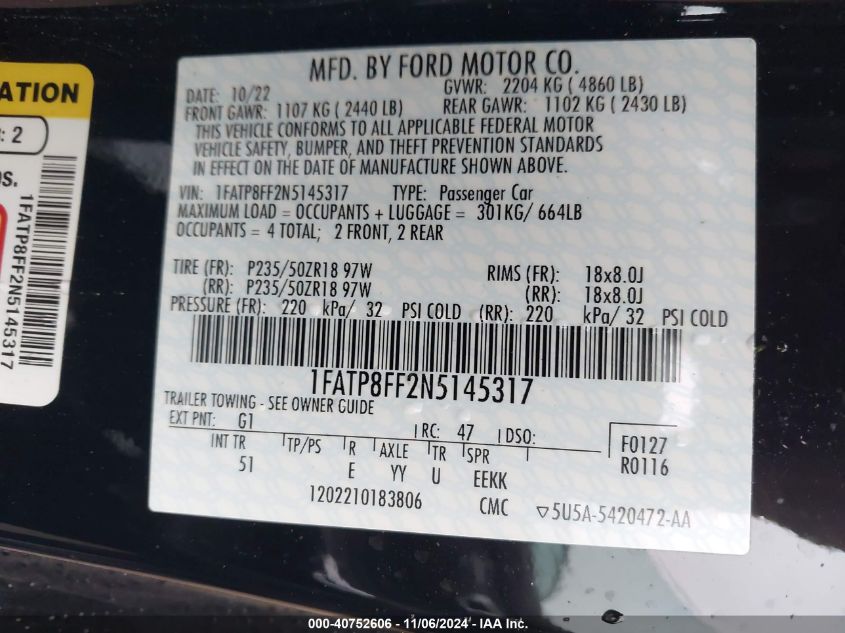 ATION
: 2
os.
1FATP8FF2N5145317
MFD. BY FORD MOTOR CO.
DATE: 10/22 GVWR: 2204 KG ( 4860 LB)
FRONT GAWR: 1107 KG ( 2440 LB) REAR GAWR: 1102 KG ( 2430 LB)
THIS VEHICLE CONFORMS TO ALL APPLICABLE FEDERAL MOTOR
VEHICLE SAFETY, BUMPER, AND THEFT PREVENTION STANDARDS
IN EFFECT ON THE DATE OF MANUFACTURE SHOWN ABOVE.
VIN: 1FATP8FF2N5145317 TYPE: Passenger Car
MAXIMUM LOAD = OCCUPANTS + LUGGAGE = 301KG/ 664LB
OCCUPANTS = 4 TOTAL; 2 FRONT, 2 REAR
TIRE (FR): P235/50ZR18 97W RIMS (FR): 18x8.0J
(RR): P235/50ZR18 97W (RR): 18x8.0J
PRESSURE (FR): 220 kPa/ 32 PSI COLD (RR): 220 kPa/ 32 PSI COLD
1FATP8FF2N5145317
TRAILER TOWING - SEE OWNER GUIDE
EXT PNT: G1 RC: 47 DSO:
INT TR TP/PS R AXLE TR SPR F0127
51 E YY U EEKK R0116
1202210183806 CMC ▽5U5A-5420472-AA
000-40752606 - 11/06/2024 - IAA Inc.